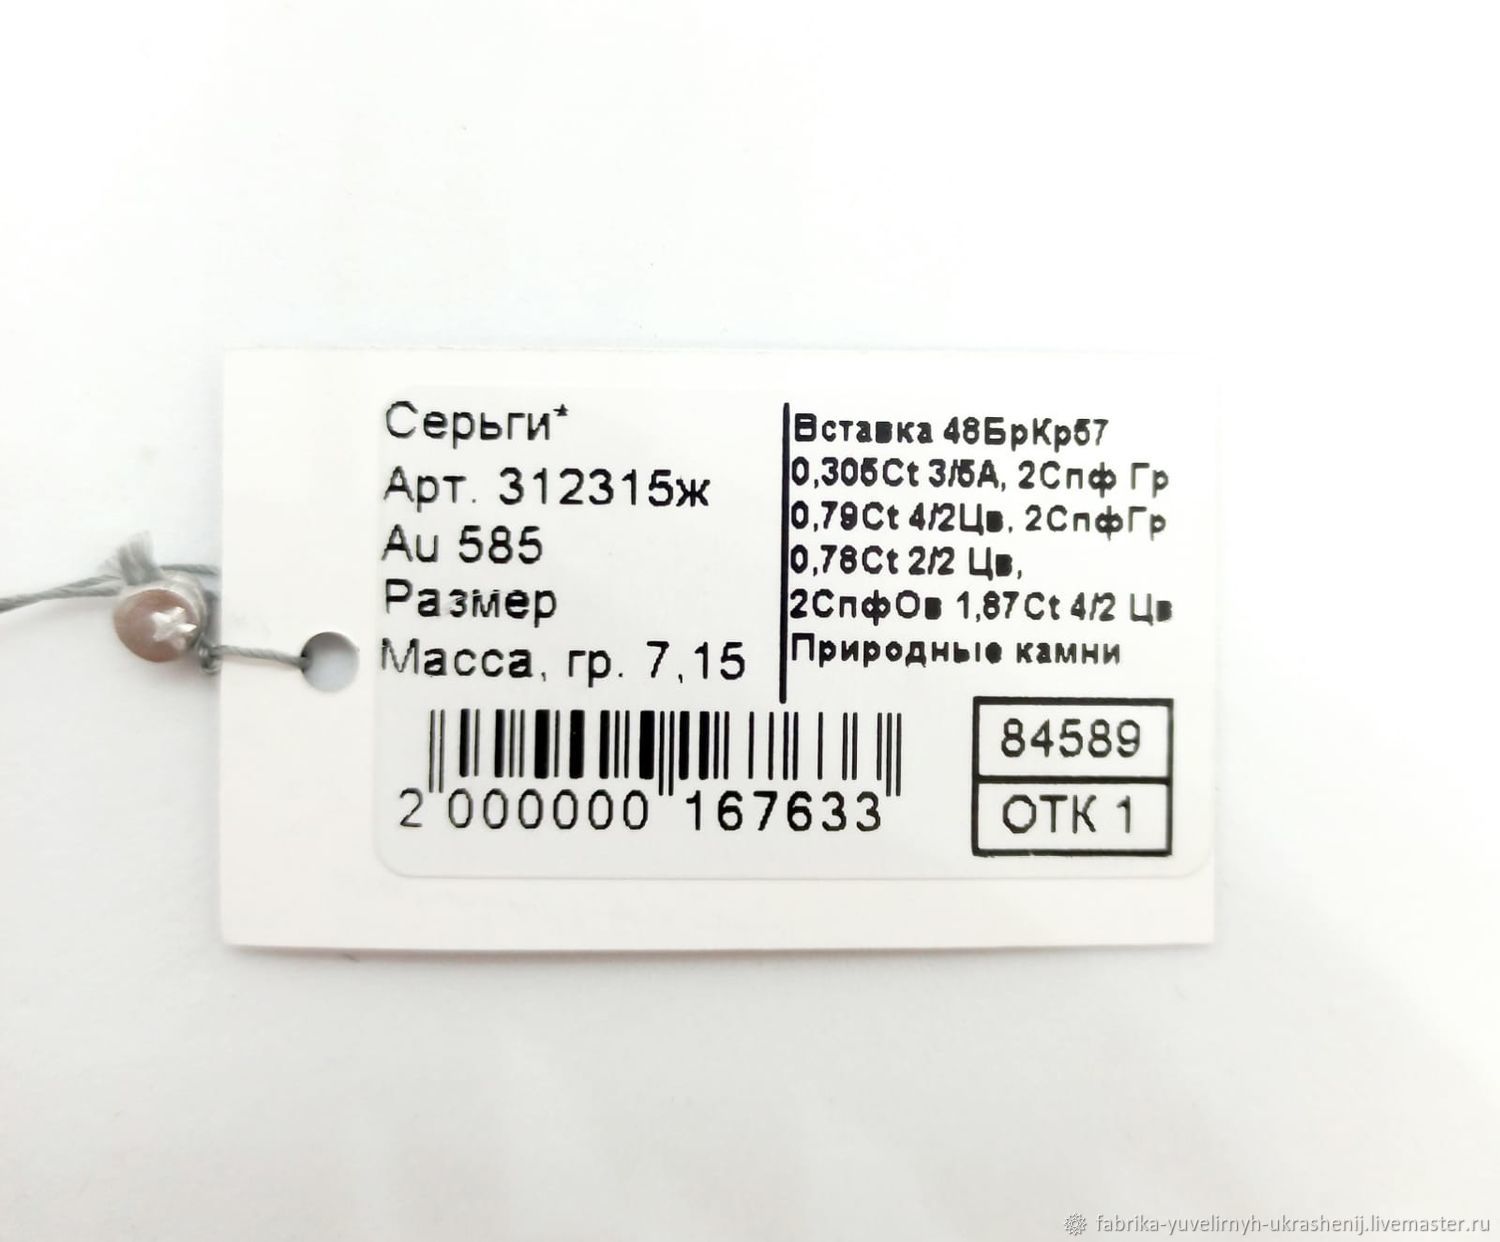 Серьги*
Арт. 312315ж
Au 585
Размер
Масса, гр. 7,15
Вставка 48БрКр57
0,305Ct 3/5А, 2Спф Гр
0,79Ct 4/2Цв, 2СпфГр
0,78Ct 2/2 Цв,
2СпфОв 1,87Ct 4/2 Цв
Природные камни
2 000000 167633
84589
ОТК 1
fabrika-yuvelirnyh-ukrashenij.livemaster.ru